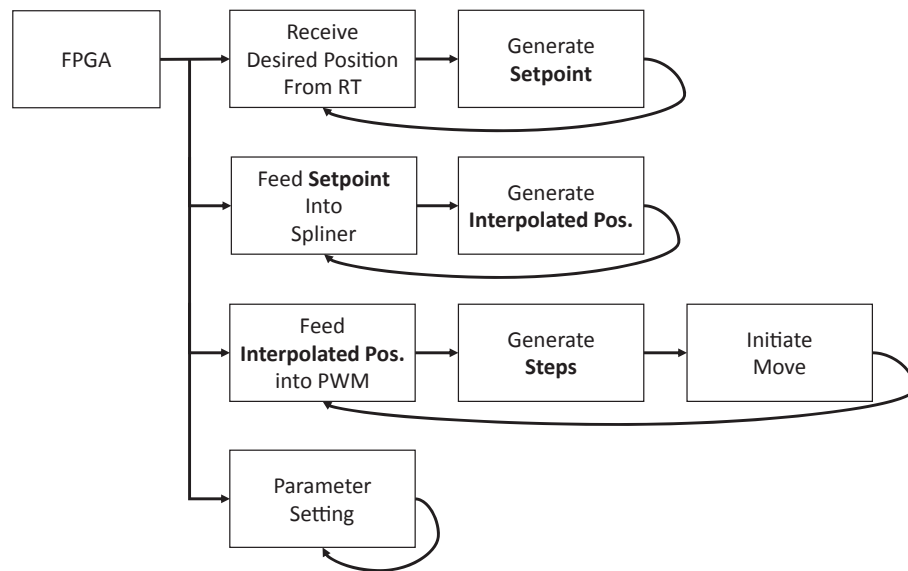 FPGA
Receive
Desired Position
From RT
Generate
Setpoint
Feed Setpoint
Into
Spliner
Generate
Interpolated Pos.
Feed
Interpolated Pos.
into PWM
Generate
Steps
Initiate
Move
Parameter
Setting